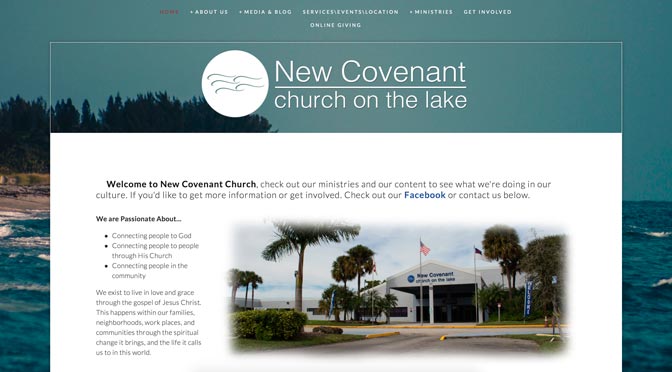 HOME + ABOUT US + MEDIA & BLOG SERVICES\EVENTS\LOCATION + MINISTRIES GET INVOLVED
ONLINE GIVING
New Covenant
church on the lake
Welcome to New Covenant Church, check out our ministries and our content to see what we're doing in our
culture. If you'd like to get more information or get involved. Check out our Facebook or contact us below.
We are Passionate About...
• Connecting people to God
• Connecting people to people
through His Church
• Connecting people in the
community
We exist to live in love and grace
through the gospel of Jesus Christ.
This happens within our families,
neighborhoods, work places, and
communities through the spiritual
change it brings, and the life it calls
us to in this world.
New Covenant
church on the lake
WELCOME